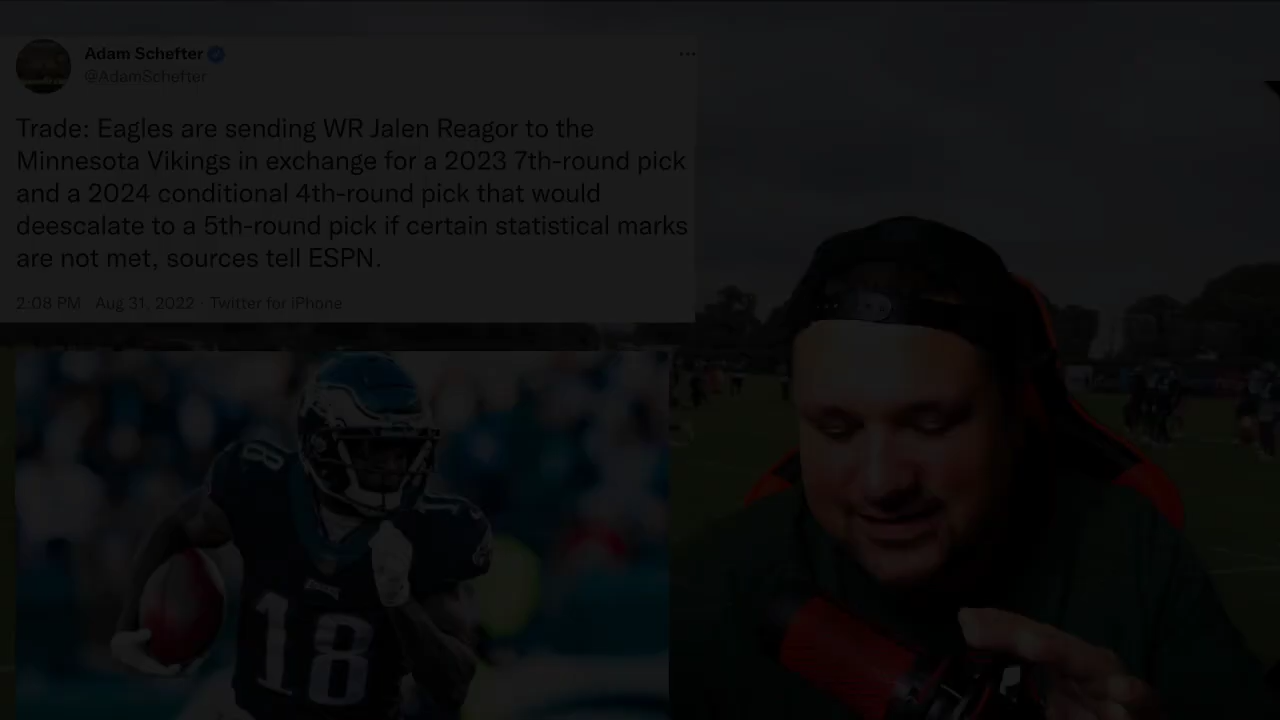 Adam Schefter
@AdamSchefter
Trade: Eagles are sending WR Jalen Reagor to the
Minnesota Vikings in exchange for a 2023 7th-round pick
and a 2024 conditional 4th-round pick that would
deescalate to a 5th-round pick if certain statistical marks
are not met, sources tell ESPN.
2:08 PM · Aug 31, 2022 · Twitter for iPhone
18
18